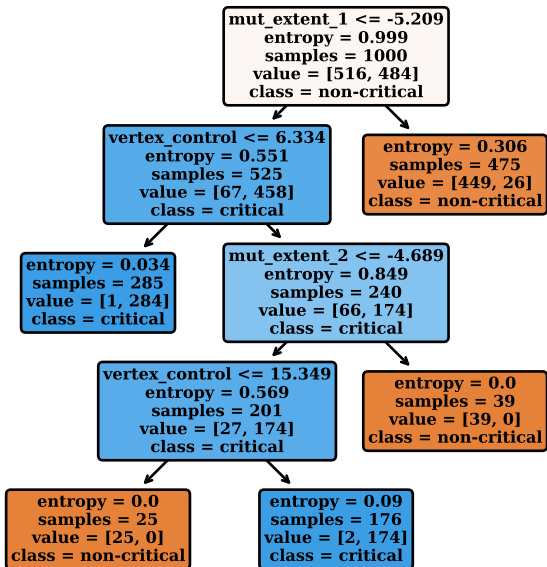 mut_extent_1 <= -5.209
entropy = 0.999
samples = 1000
value = [516, 484]
class = non-critical
vertex_control <= 6.334
entropy = 0.551
samples = 525
value = [67, 458]
class = critical
entropy = 0.306
samples = 475
value = [449, 26]
class = non-critical
entropy = 0.034
samples = 285
value = [1, 284]
class = critical
mut_extent_2 <= -4.689
entropy = 0.849
samples = 240
value = [66, 174]
class = critical
vertex_control <= 15.349
entropy = 0.569
samples = 201
value = [27, 174]
class = critical
entropy = 0.0
samples = 39
value = [39, 0]
class = non-critical
entropy = 0.0
samples = 25
value = [25, 0]
class = non-critical
entropy = 0.09
samples = 176
value = [2, 174]
class = critical